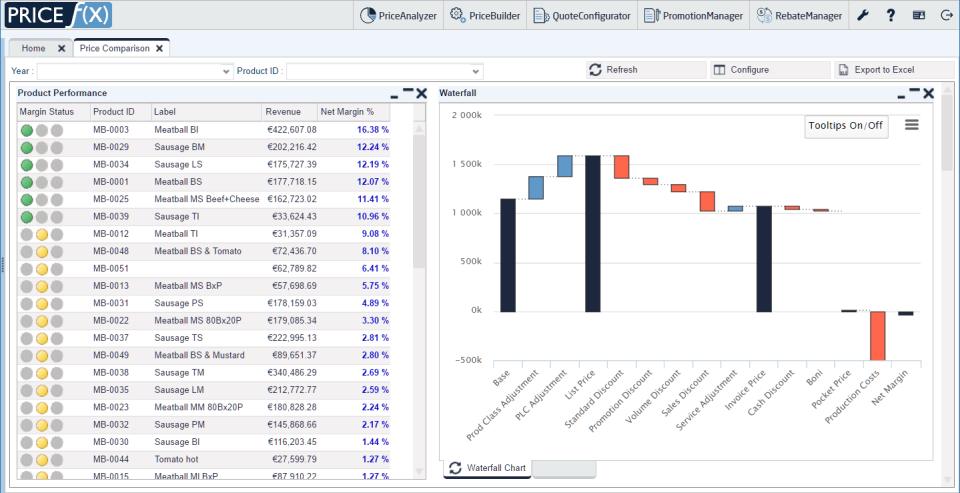 PRICE f(x) PriceAnalyzer PriceBuilder QuoteConfigurator PromotionManager RebateManager ?
Home Price Comparison
Year : Product ID : Refresh Configure Export to Excel
Product Performance
Margin Status Product ID Label Revenue Net Margin %
MB-0003 Meatball BI €422,607.08 16.38 %
MB-0029 Sausage BM €202,216.42 12.24 %
MB-0034 Sausage LS €175,727.39 12.19 %
MB-0001 Meatball BS €177,718.15 12.07 %
MB-0025 Meatball MS Beef+Cheese €162,723.02 11.41 %
MB-0039 Sausage TI €33,624.43 10.96 %
MB-0012 Meatball TI €31,357.09 9.08 %
MB-0048 Meatball BS & Tomato €72,436.70 8.10 %
MB-0051 €62,789.82 6.41 %
MB-0013 Meatball MS BxP €57,698.69 5.75 %
MB-0031 Sausage PS €178,159.03 4.89 %
MB-0022 Meatball MS 80Bx20P €179,085.34 3.30 %
MB-0037 Sausage TS €222,995.13 2.81 %
MB-0049 Meatball BS & Mustard €89,651.37 2.80 %
MB-0038 Sausage TM €340,486.29 2.69 %
MB-0035 Sausage LM €212,772.77 2.59 %
MB-0023 Meatball MM 80Bx20P €180,828.28 2.24 %
MB-0032 Sausage PM €145,868.66 2.17 %
MB-0030 Sausage BI €116,203.45 1.44 %
MB-0044 Tomato hot €27,599.79 1.27 %
MB-0015 Meatball MI BxP €87,910.22 1.27 %
Waterfall
Tooltips On/Off
2 000k
1 500k
1 000k
500k
0k
−500k
Base
Prod Class Adjustment
PLC Adjustment
List Price
Standard Discount
Promotion Discount
Volume Discount
Sales Discount
Service Adjustment
Invoice Price
Cash Discount
Boni
Pocket Price
Production Costs
Net Margin
Waterfall Chart